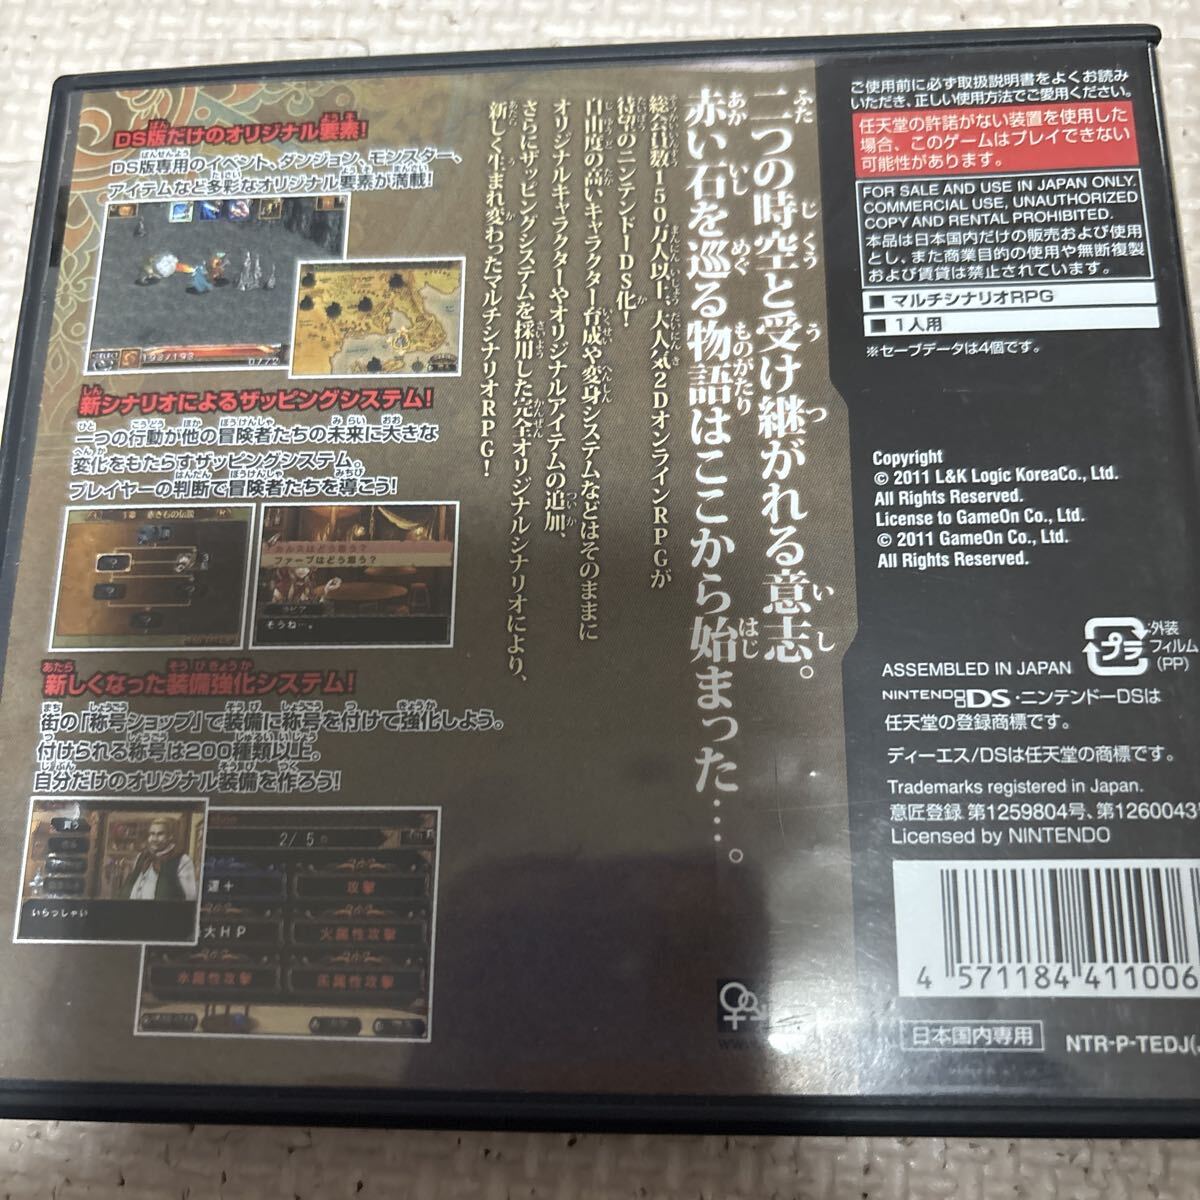 DS版だけのオリジナル要素!
DS版専用のイベント、ダンジョン、モンスター、
アイテムなど多彩なオリジナル要素が満載!
193/193
新シナリオによるザッピングシステム!
一つの行動が他の冒険者たちの未来に大きな
変化をもたらすザッピングシステム。
プレイヤーの判断で冒険者たちを導こう!
ファーブはどう思う?
そうね…。
新しくなった装備強化システム!
街の「称号ショップ」で装備に称号を付けて強化しよう。
付けられる称号は200種類以上。
自分だけのオリジナル装備を作ろう!
買う
いらっしゃい
2/5
運+
攻撃
大HP
火属性攻撃
水属性攻撃
二つの時空と受け継がれる意志。
赤い石を巡る物語はここから始まった…。
総会員数150万人以上、大人気2DオンラインRPGが
待望のニンテンドーDS化!
自由度の高いキャラクター育成や変身システムなどはそのままに
オリジナルキャラクターやオリジナルアイテムの追加、
さらにザッピングシステムを採用した完全オリジナルシナリオにより、
新しく生まれ変わったマルチシナリオRPG!
ご使用前に必ず取扱説明書をよくお読み
いただき、正しい使用方法でご愛用ください。
任天堂の許諾がない装置を使用した
場合、このゲームはプレイできない
可能性があります。
FOR SALE AND USE IN JAPAN ONLY.
COMMERCIAL USE, UNAUTHORIZED
COPY AND RENTAL PROHIBITED.
本品は日本国内だけの販売および使用
とし、また商業目的の使用や無断複製
および賃貸は禁止されています。
■ マルチシナリオRPG
■ 1人用
※セーブデータは4個です。
Copyright
© 2011 L&K Logic KoreaCo., Ltd.
All Rights Reserved.
License to GameOn Co., Ltd.
© 2011 GameOn Co., Ltd.
All Rights Reserved.
プラ
外装
フィルム
(PP)
ASSEMBLED IN JAPAN
NINTENDO DS・ニンテンドーDSは
任天堂の登録商標です。
ディーエス/DSは任天堂の商標です。
Trademarks registered in Japan.
意匠登録 第1259804号、第1260043号
Licensed by NINTENDO
4 571184 411006
日本国内専用
NTR-P-TEDJ(J